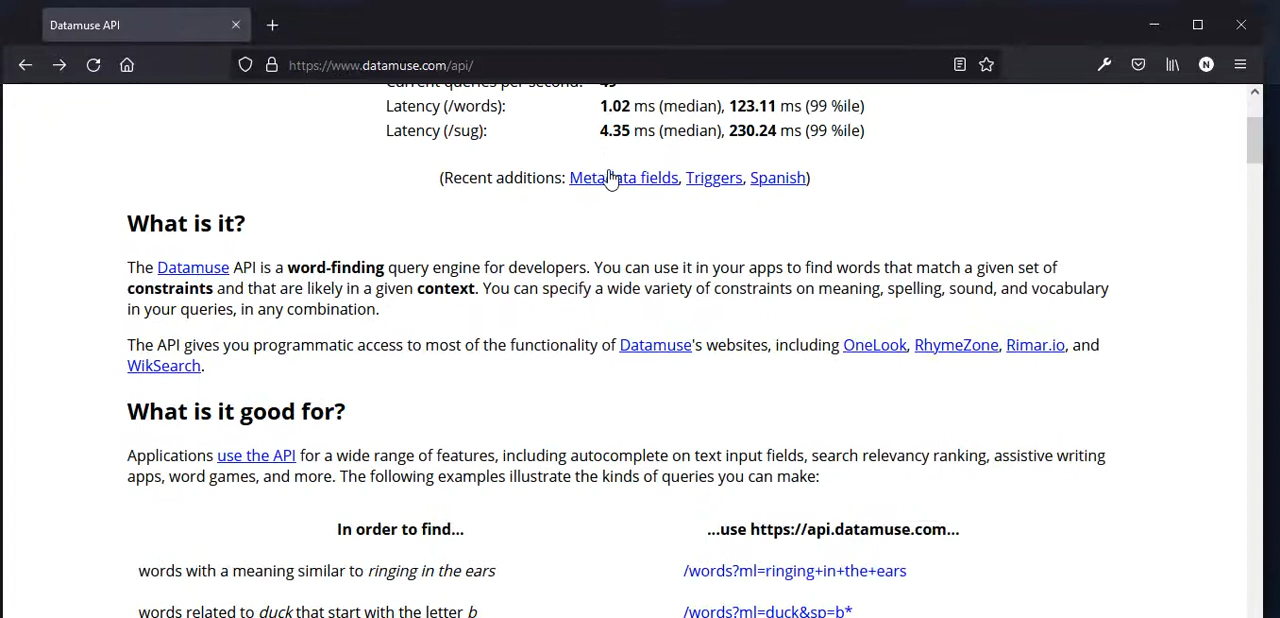 Datamuse API
https://www.datamuse.com/api/
N
Current queries per second: 49
Latency (/words): 1.02 ms (median), 123.11 ms (99 %ile)
Latency (/sug): 4.35 ms (median), 230.24 ms (99 %ile)
(Recent additions: Metadata fields, Triggers, Spanish)
What is it?
The Datamuse API is a word-finding query engine for developers. You can use it in your apps to find words that match a given set of
constraints and that are likely in a given context. You can specify a wide variety of constraints on meaning, spelling, sound, and vocabulary
in your queries, in any combination.
The API gives you programmatic access to most of the functionality of Datamuse's websites, including OneLook, RhymeZone, Rimar.io, and
WikSearch.
What is it good for?
Applications use the API for a wide range of features, including autocomplete on text input fields, search relevancy ranking, assistive writing
apps, word games, and more. The following examples illustrate the kinds of queries you can make:
In order to find... ...use https://api.datamuse.com...
words with a meaning similar to ringing in the ears /words?ml=ringing+in+the+ears
words related to duck that start with the letter b /words?ml=duck&sp=b*